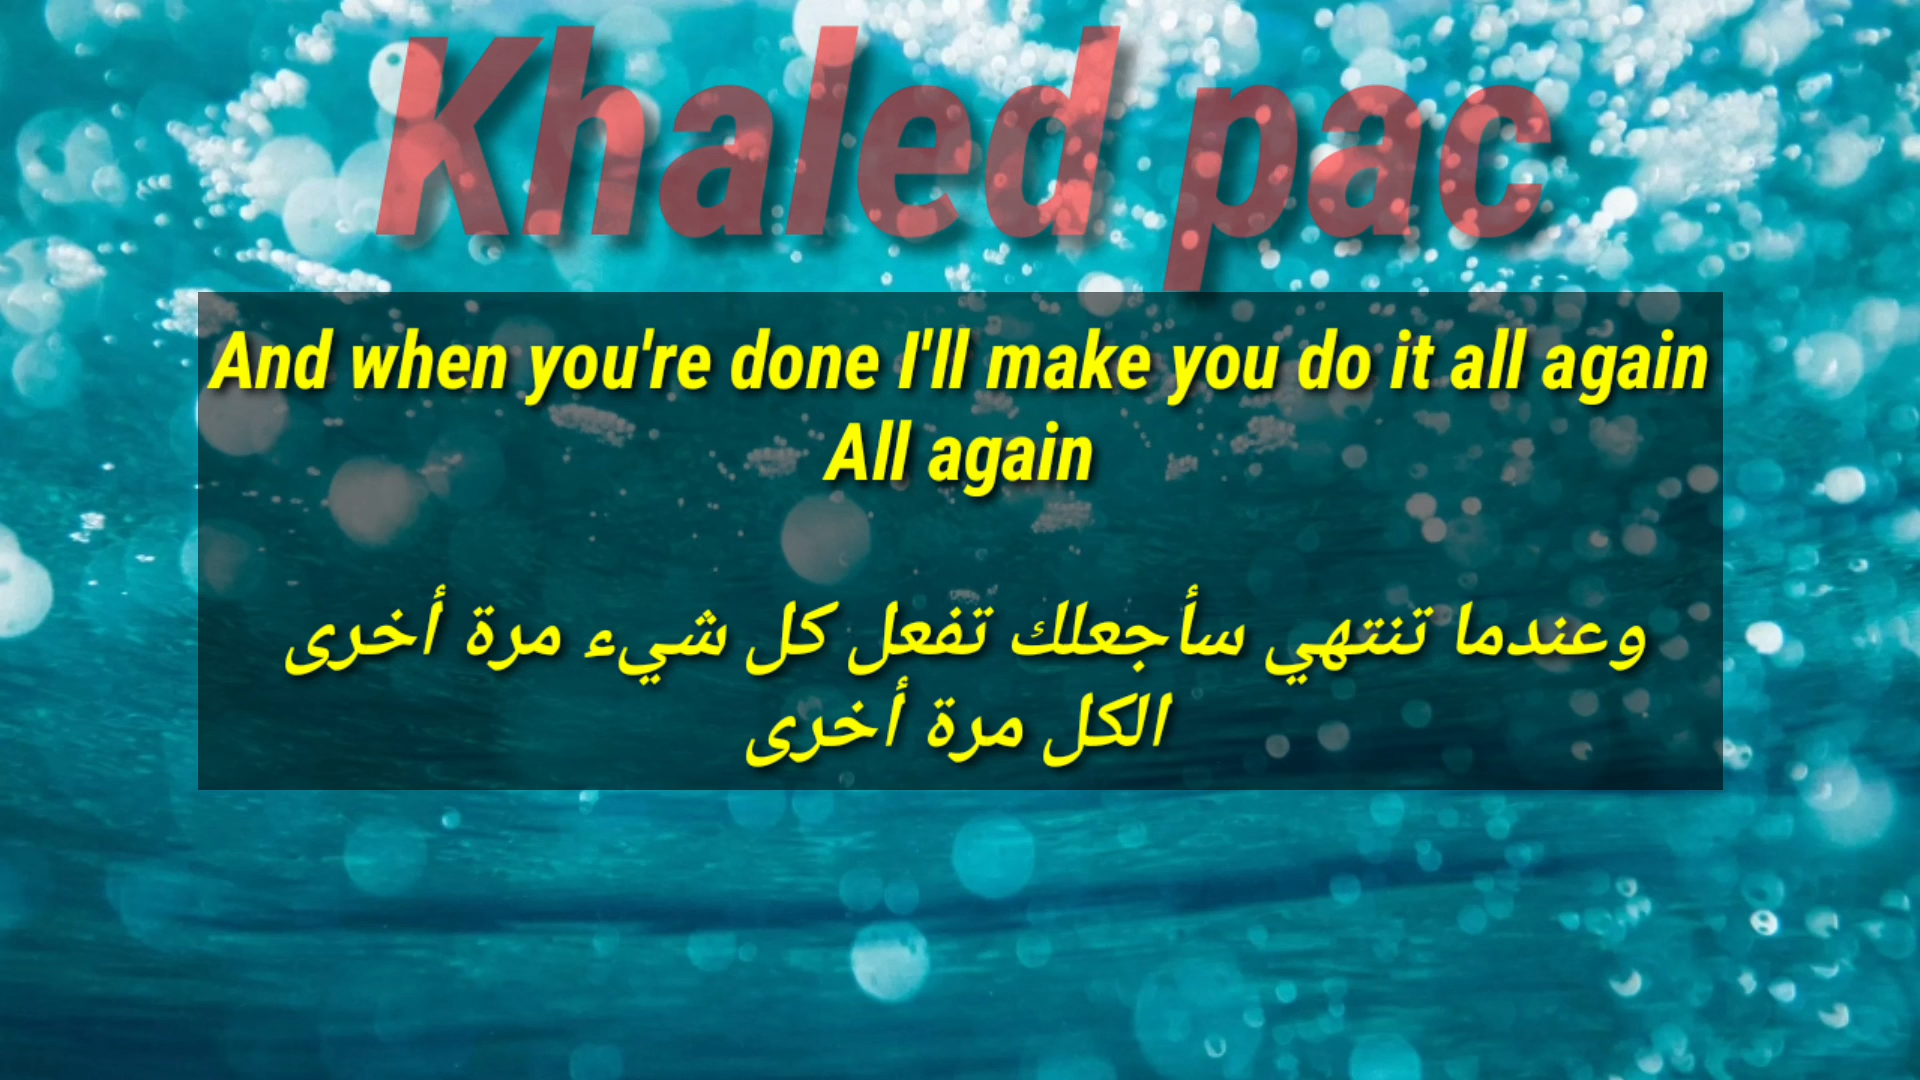 Khaled pac
And when you're done I'll make you do it all again
All again
وعندما تنتهي سأجعلك تفعل كل شيء مرة أخرى
الكل مرة أخرى